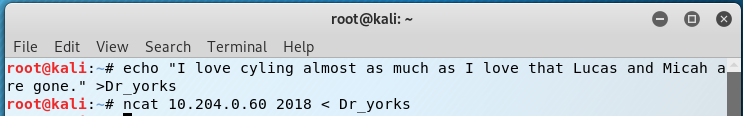 root@kali: ~
File Edit View Search Terminal Help
root@kali:~# echo "I love cyling almost as much as I love that Lucas and Micah a
re gone." >Dr_yorks
root@kali:~# ncat 10.204.0.60 2018 < Dr_yorks